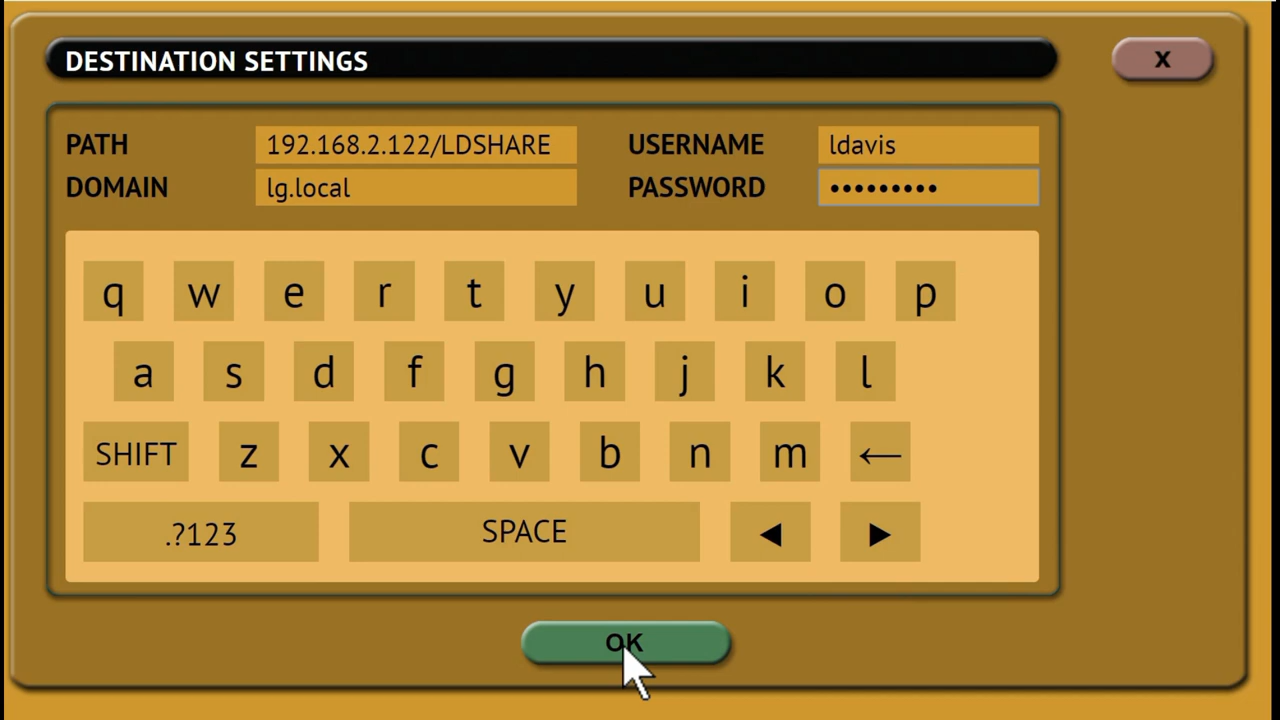 DESTINATION SETTINGS
X
PATH 192.168.2.122/LDSHARE USERNAME ldavis
DOMAIN lg.local PASSWORD •••••••••
q w e r t y u i o p
a s d f g h j k l
SHIFT z x c v b n m ←
.?123 SPACE ◀ ▶
OK